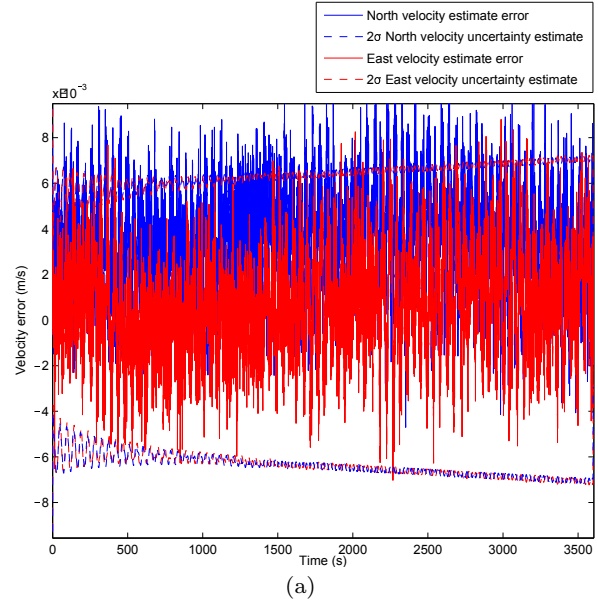 North velocity estimate error
2σ North velocity uncertainty estimate
East velocity estimate error
2σ East velocity uncertainty estimate
8
6
4
2
0
−2
−4
−6
−8
Velocity error (m/s)
0 500 1000 1500 2000 2500 3000 3500
Time (s)
(a)